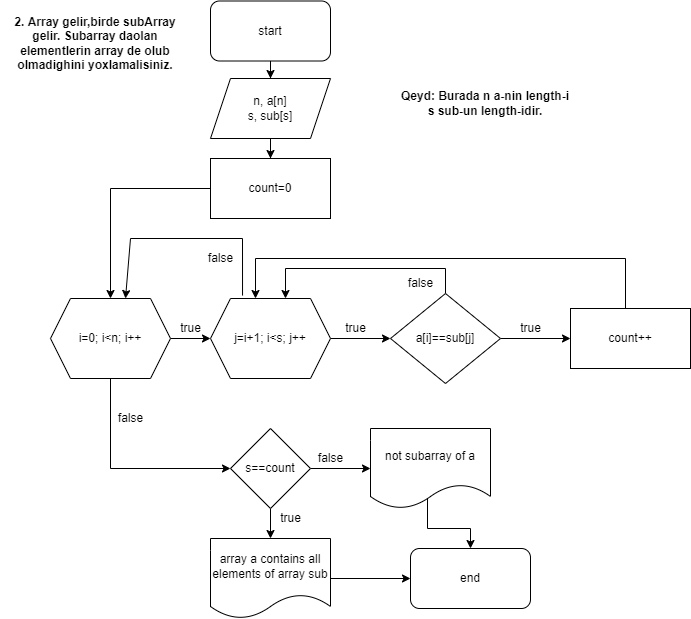 2. Array gelir,birde subArray
gelir. Subarray daolan
elementlerin array de olub
olmadighini yoxlamalisiniz.
start
n, a[n]
s, sub[s]
Qeyd: Burada n a-nin length-i
s sub-un length-idir.
count=0
false
false
i=0; i<n; i++
true
j=i+1; i<s; j++
true
a[i]==sub[j]
true
count++
false
s==count
false
not subarray of a
true
array a contains all
elements of array sub
end